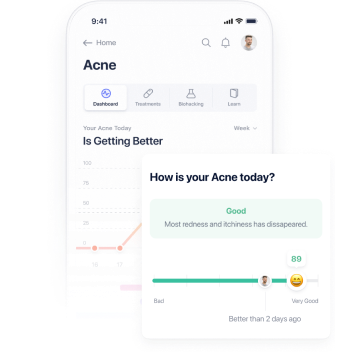 9:41
Home
Acne
Dashboard Treatments Biohacking Learn
Your Acne Today Week
Is Getting Better
100
75
50
25
0
How is your Acne today?
Good
Most redness and itchiness has dissapeared.
89
Bad Very Good
Better than 2 days ago